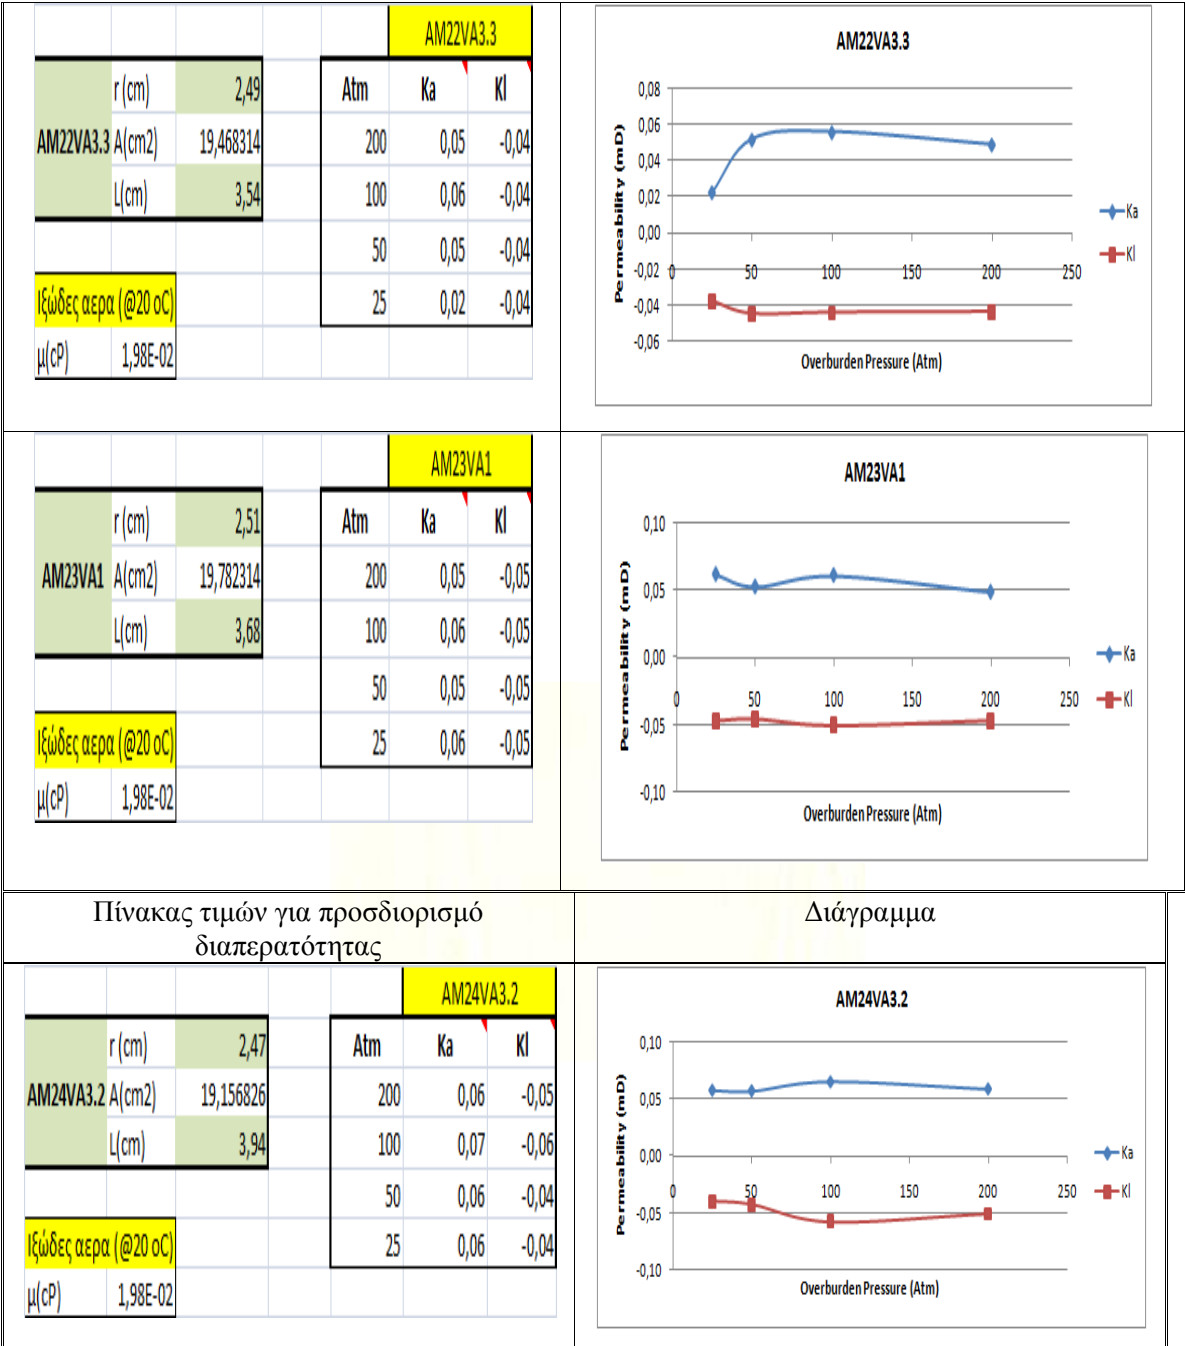 AM22VA3.3
r (cm) 2,49
AM22VA3.3 A(cm2) 19,468314
L(cm) 3,54
Atm Ka Kl
200 0,05 -0,04
100 0,06 -0,04
50 0,05 -0,04
25 0,02 -0,04
Ιξώδες αερα (@20 oC)
μ(cP) 1,98E-02
AM22VA3.3
0,08
0,06
0,04
0,02
0,00
-0,02
-0,04
-0,06
0 50 100 150 200 250
Permeability (mD)
Overburden Pressure (Atm)
Ka
Kl
AM23VA1
r (cm) 2,51
AM23VA1 A(cm2) 19,782314
L(cm) 3,68
Atm Ka Kl
200 0,05 -0,05
100 0,06 -0,05
50 0,05 -0,05
25 0,06 -0,05
Ιξώδες αερα (@20 oC)
μ(cP) 1,98E-02
AM23VA1
0,10
0,05
0,00
-0,05
-0,10
0 50 100 150 200 250
Permeability (mD)
Overburden Pressure (Atm)
Ka
Kl
Πίνακας τιμών για προσδιορισμό
διαπερατότητας
Διάγραμμα
AM24VA3.2
r (cm) 2,47
AM24VA3.2 A(cm2) 19,156826
L(cm) 3,94
Atm Ka Kl
200 0,06 -0,05
100 0,07 -0,06
50 0,06 -0,04
25 0,06 -0,04
Ιξώδες αερα (@20 oC)
μ(cP) 1,98E-02
AM24VA3.2
0,10
0,05
0,00
-0,05
-0,10
0 50 100 150 200 250
Permeability (mD)
Overburden Pressure (Atm)
Ka
Kl